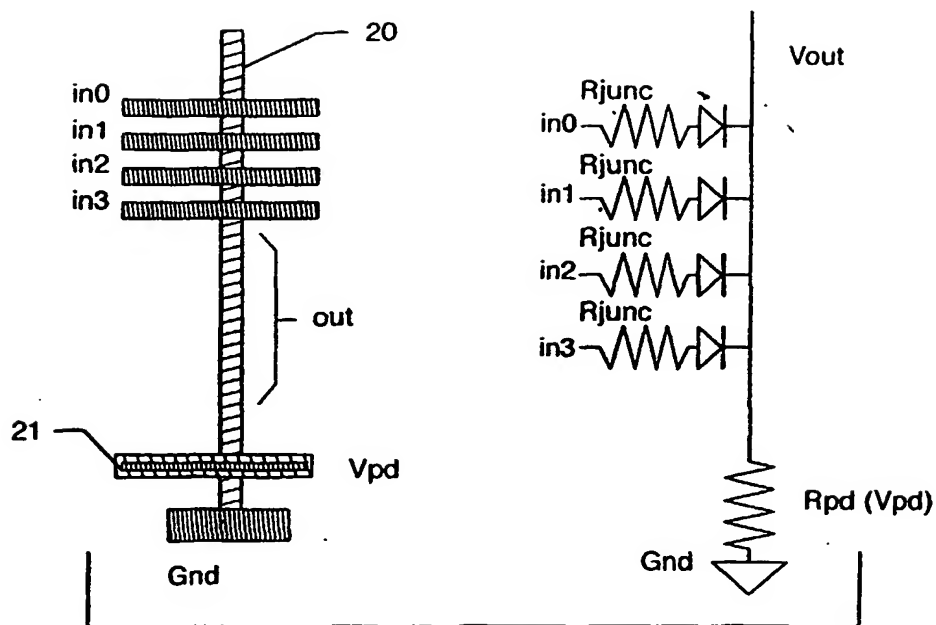 20
in0
in1
in2
in3
out
21
Vpd
Gnd
Vout
Rjunc
in0
Rjunc
in1
Rjunc
in2
Rjunc
in3
Rpd (Vpd)
Gnd